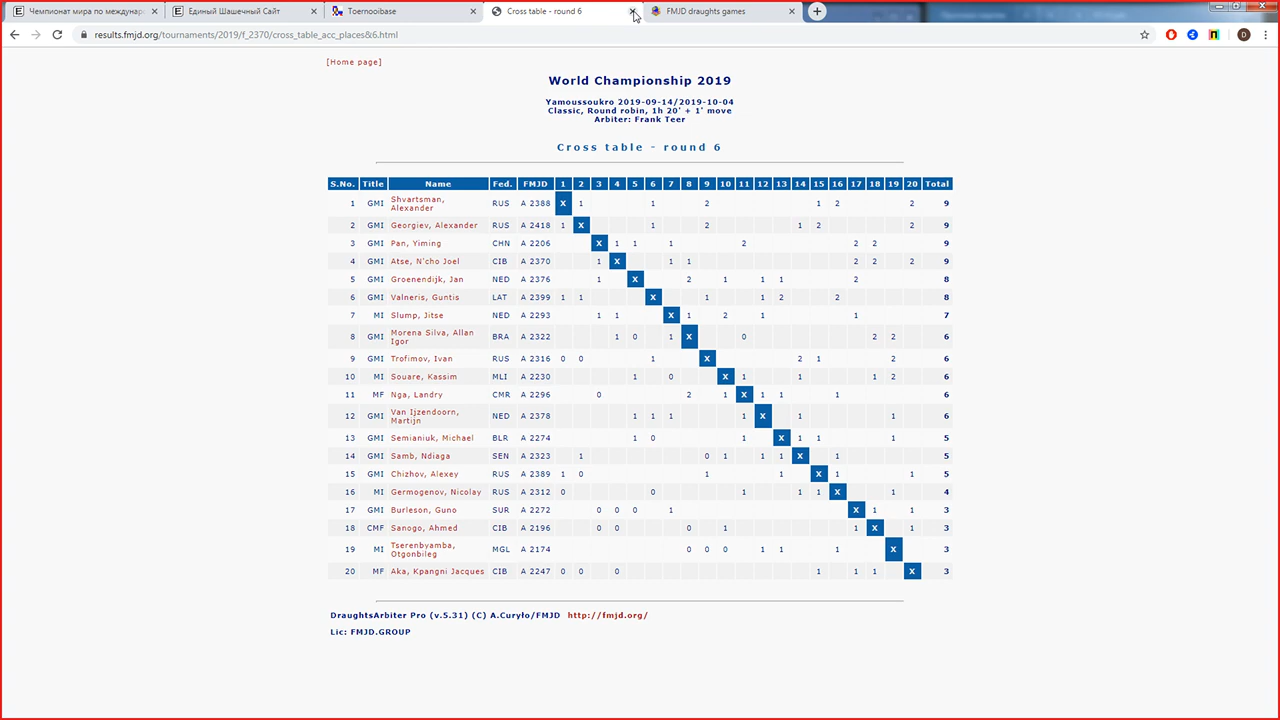 Чемпионат мира по междунар
Единый Шашечный Сайт
Toernooibase
Cross table - round 6
FMJD draughts games
results.fmjd.org/tournaments/2019/f_2370/cross_table_acc_places&6.html
D
[Home page]
World Championship 2019
Yamoussoukro 2019-09-14/2019-10-04
Classic, Round robin, 1h 20' + 1' move
Arbiter: Frank Teer
Cross table - round 6
S.No. Title Name Fed. FMJD 1 2 3 4 5 6 7 8 9 10 11 12 13 14 15 16 17 18 19 20 Total
1 GMI Shvartsman, Alexander RUS A 2388 X 1 1 2 1 2 2 9
2 GMI Georgiev, Alexander RUS A 2418 1 X 1 2 1 2 2 9
3 GMI Pan, Yiming CHN A 2206 X 1 1 1 2 2 2 9
4 GMI Atse, N'cho Joel CIB A 2370 1 X 1 1 2 2 2 9
5 GMI Groenendijk, Jan NED A 2376 1 X 2 1 1 1 2 8
6 GMI Valneris, Guntis LAT A 2399 1 1 X 1 1 2 2 8
7 MI Slump, Jitse NED A 2293 1 1 X 1 2 1 1 7
8 GMI Morena Silva, Allan Igor BRA A 2322 1 0 1 X 0 2 2 6
9 GMI Trofimov, Ivan RUS A 2316 0 0 1 X 2 1 2 6
10 MI Souare, Kassim MLI A 2230 1 0 X 1 1 1 2 6
11 MF Nga, Landry CMR A 2296 0 2 1 X 1 1 1 6
12 GMI Van Ijzendoorn, Martijn NED A 2378 1 1 1 1 X 1 1 6
13 GMI Semianiuk, Michael BLR A 2274 1 0 1 X 1 1 1 5
14 GMI Samb, Ndiaga SEN A 2323 1 0 1 1 1 X 1 5
15 GMI Chizhov, Alexey RUS A 2389 1 0 1 1 X 1 1 5
16 MI Germogenov, Nicolay RUS A 2312 0 0 1 1 1 X 1 4
17 GMI Burleson, Guno SUR A 2272 0 0 0 1 X 1 1 3
18 CMF Sanogo, Ahmed CIB A 2196 0 0 0 1 1 X 1 3
19 MI Tserenbyamba, Otgonbileg MGL A 2174 0 0 0 1 1 1 X 3
20 MF Aka, Kpangni Jacques CIB A 2247 0 0 0 1 1 1 X 3
DraughtsArbiter Pro (v.5.31) (C) A.Curyło/FMJD http://fmjd.org/
Lic: FMJD.GROUP